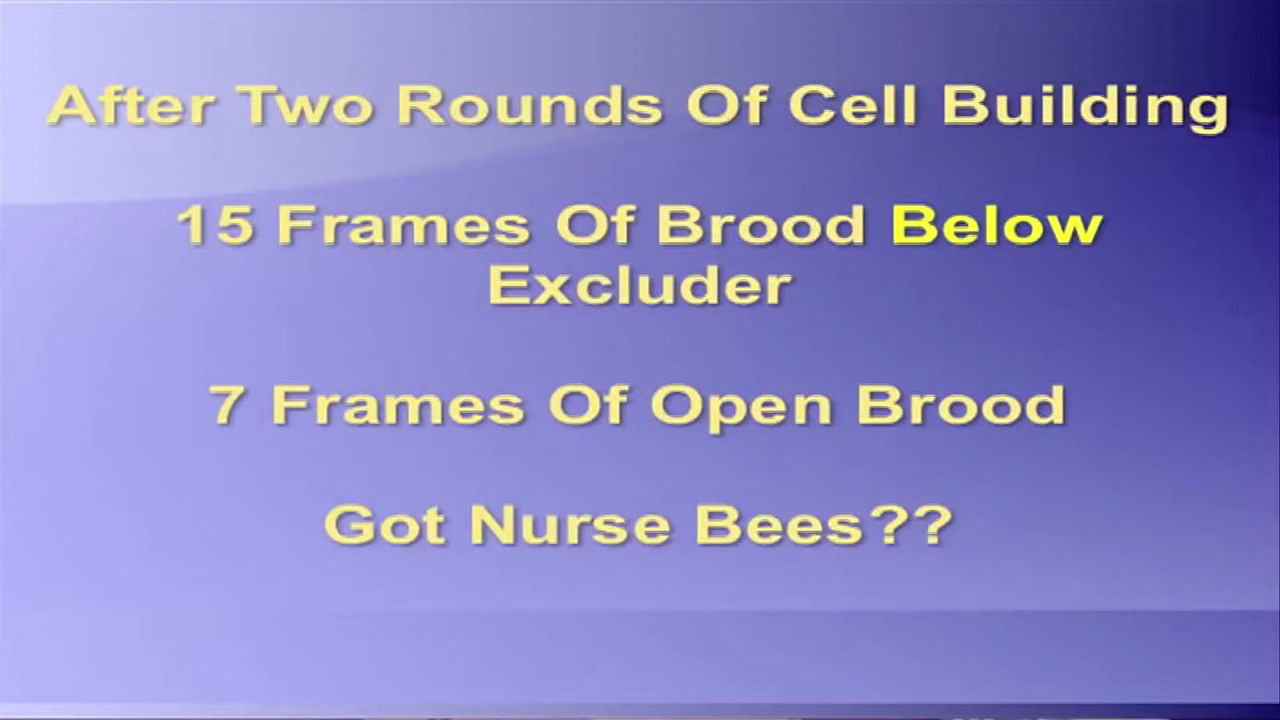 After Two Rounds Of Cell Building
15 Frames Of Brood Below
Excluder
7 Frames Of Open Brood
Got Nurse Bees??